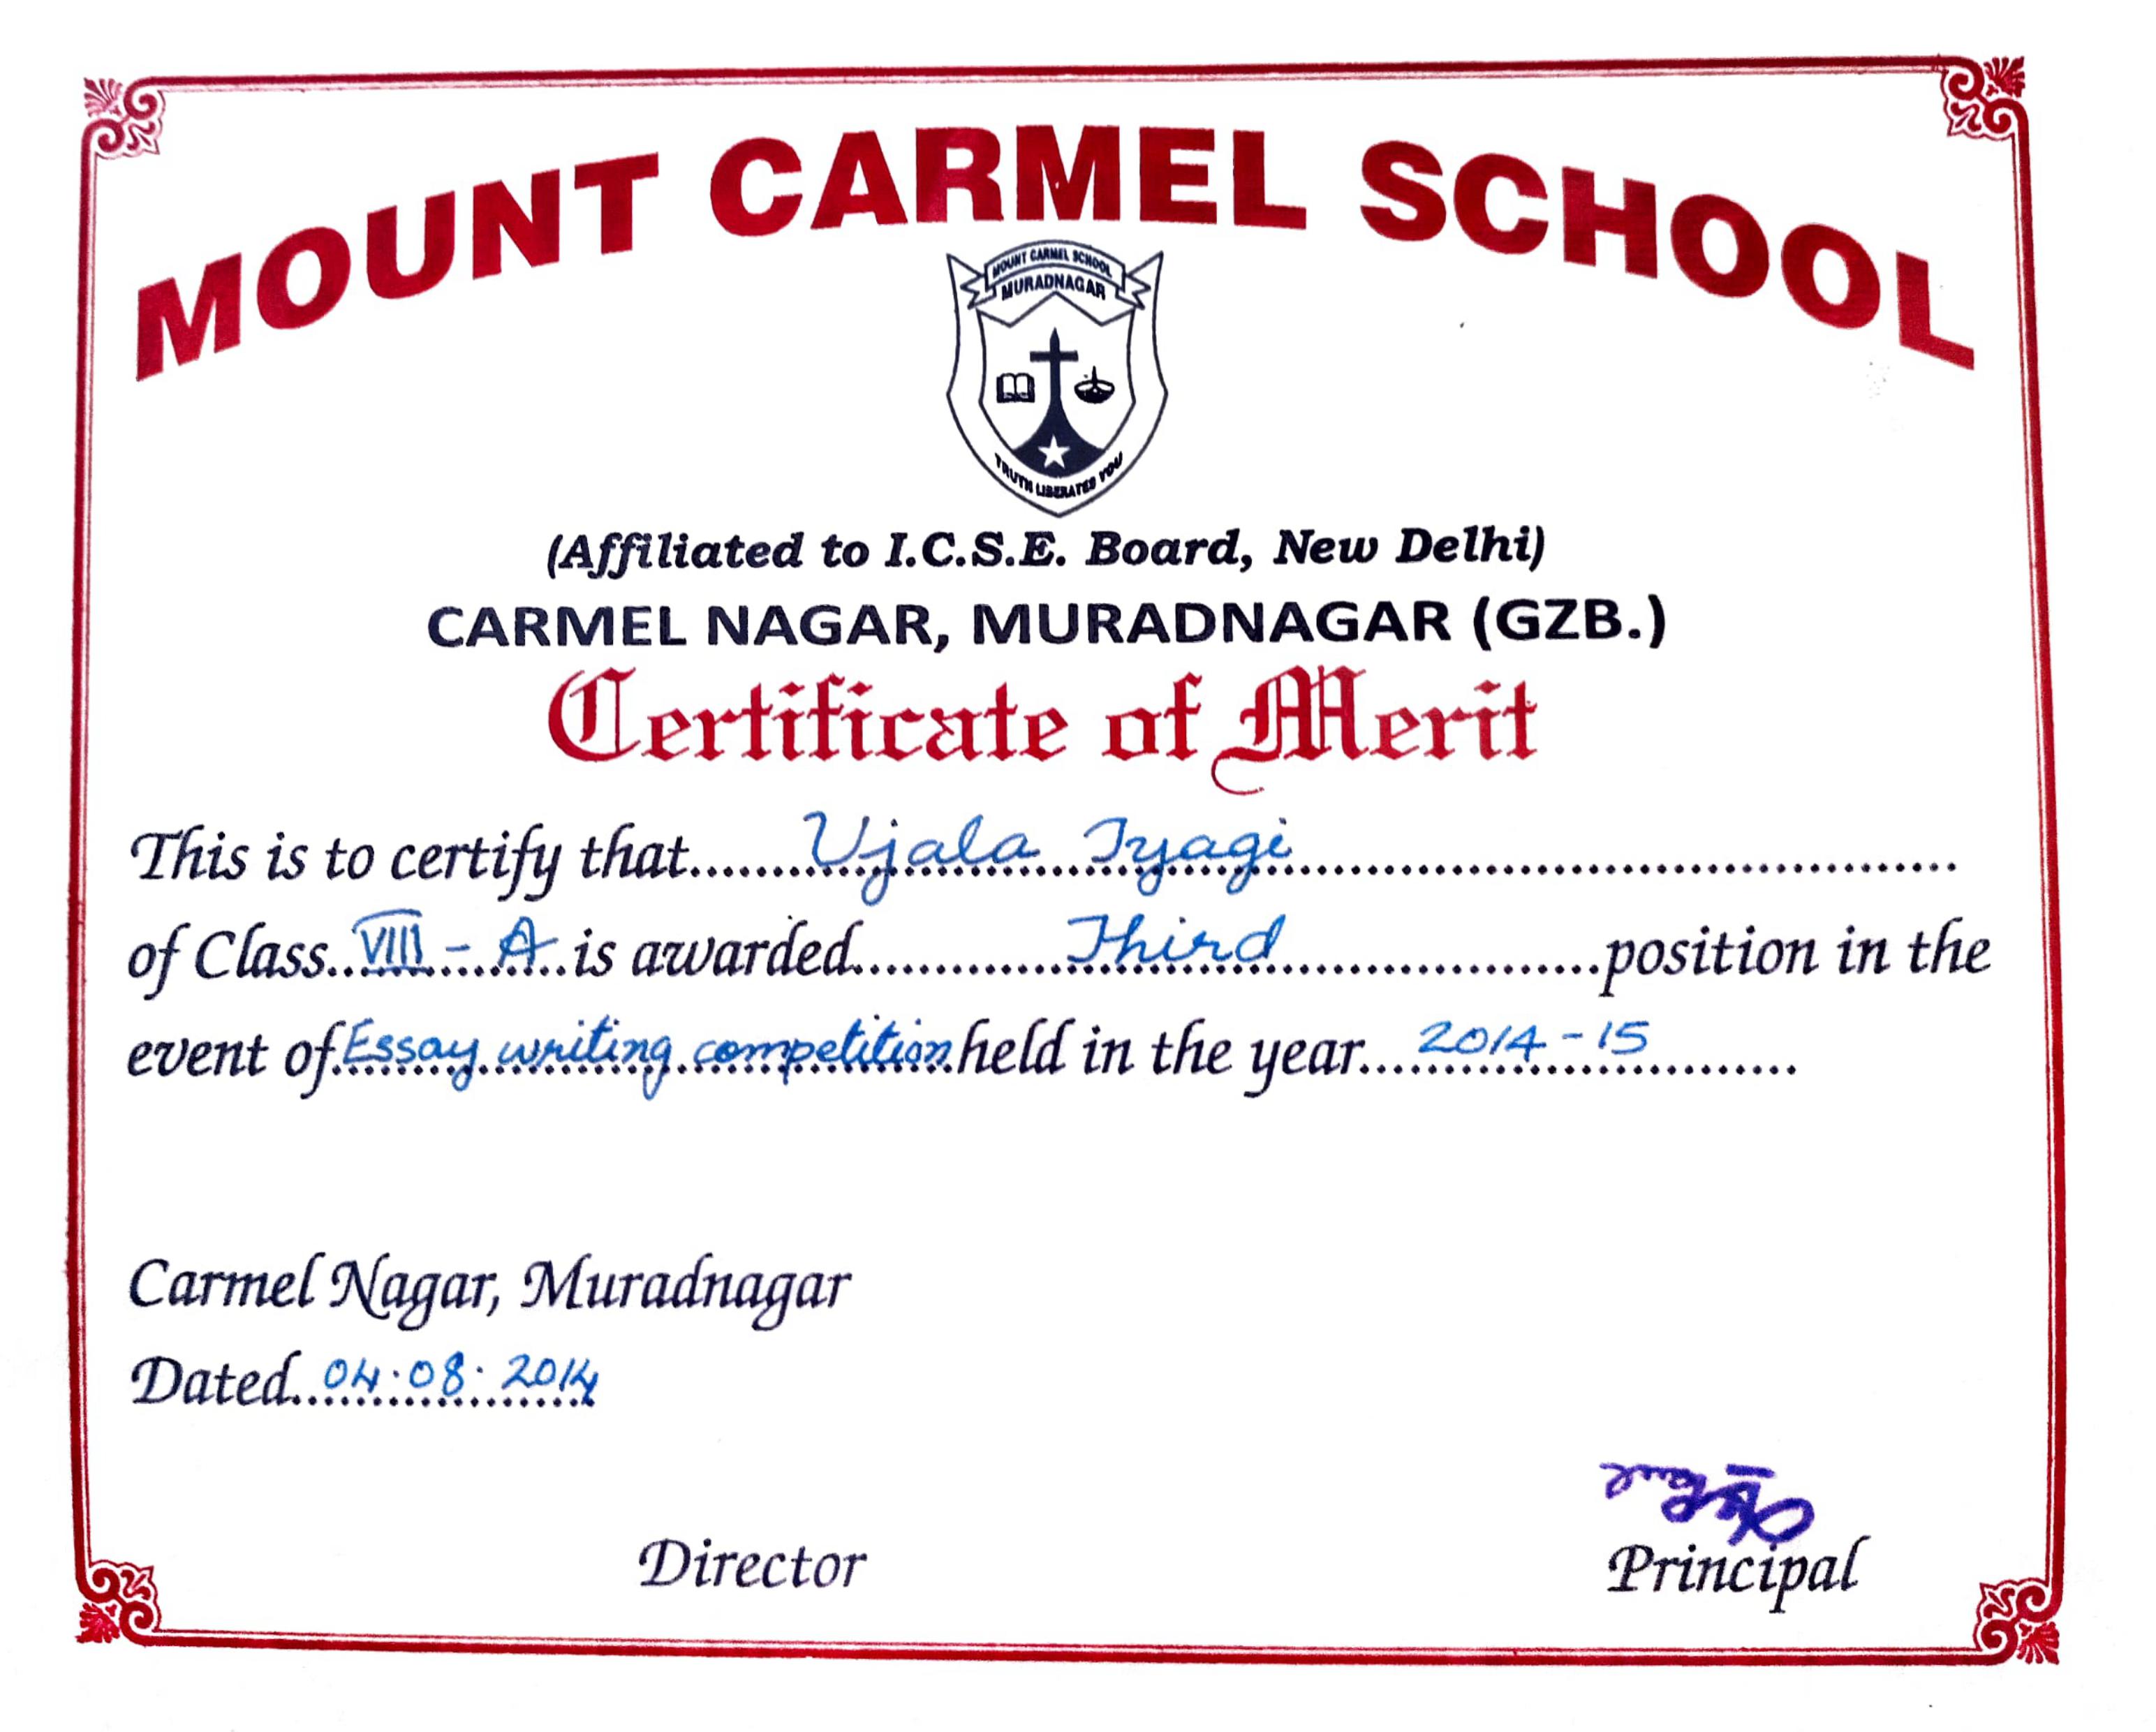 MOUNT CARMEL SCHOOL
MOUNT CARMEL SCHOOL
MURADNAGAR
TRUTH LIBERATES YOU
(Affiliated to I.C.S.E. Board, New Delhi)
CARMEL NAGAR, MURADNAGAR (GZB.)
Certificate of Merit
This is to certify that Ujala Tyagi
of Class VIII - A is awarded Third position in the
event of Essay writing competition held in the year 2014-15
Carmel Nagar, Muradnagar
Dated 04.08.2014
Director
Principal